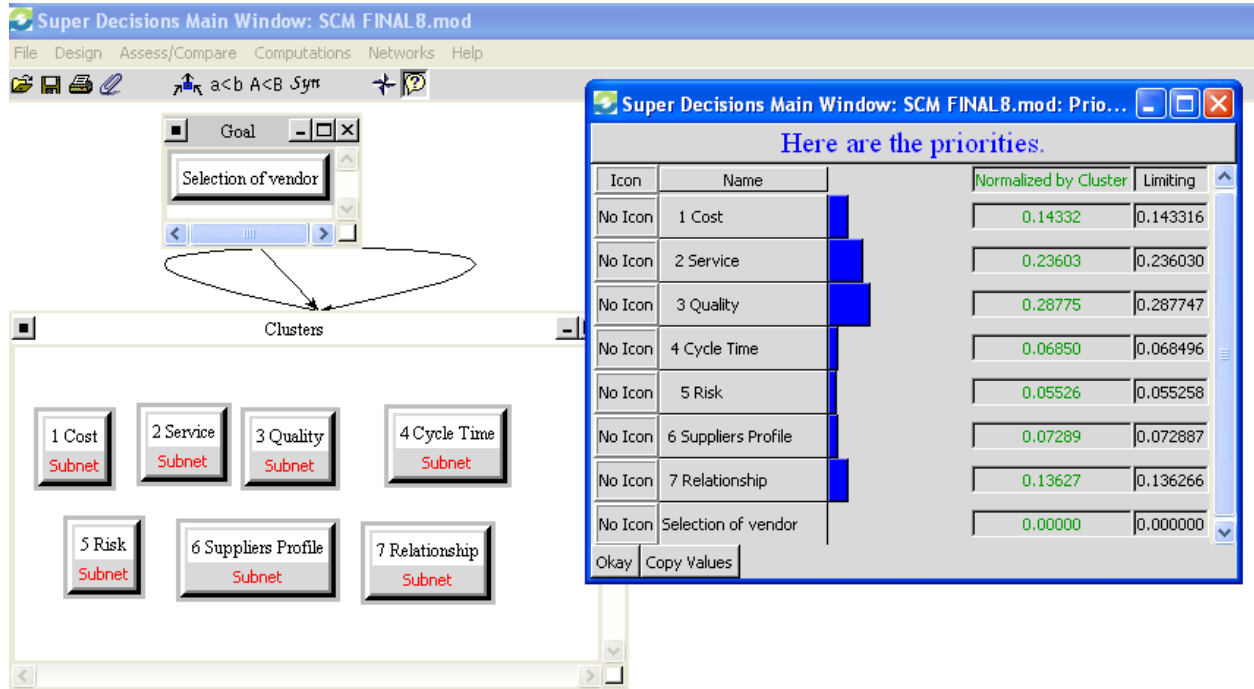 Super Decisions Main Window: SCM FINAL8.mod
File Design Assess/Compare Computations Networks Help
a<b A<B Syn
Goal
Selection of vendor
Clusters
1 Cost
Subnet
2 Service
Subnet
3 Quality
Subnet
4 Cycle Time
Subnet
5 Risk
Subnet
6 Suppliers Profile
Subnet
7 Relationship
Subnet
Super Decisions Main Window: SCM FINAL8.mod: Prio...
Here are the priorities.
Icon Name Normalized by Cluster Limiting
No Icon 1 Cost 0.14332 0.143316
No Icon 2 Service 0.23603 0.236030
No Icon 3 Quality 0.28775 0.287747
No Icon 4 Cycle Time 0.06850 0.068496
No Icon 5 Risk 0.05526 0.055258
No Icon 6 Suppliers Profile 0.07289 0.072887
No Icon 7 Relationship 0.13627 0.136266
No Icon Selection of vendor 0.00000 0.000000
Okay Copy Values